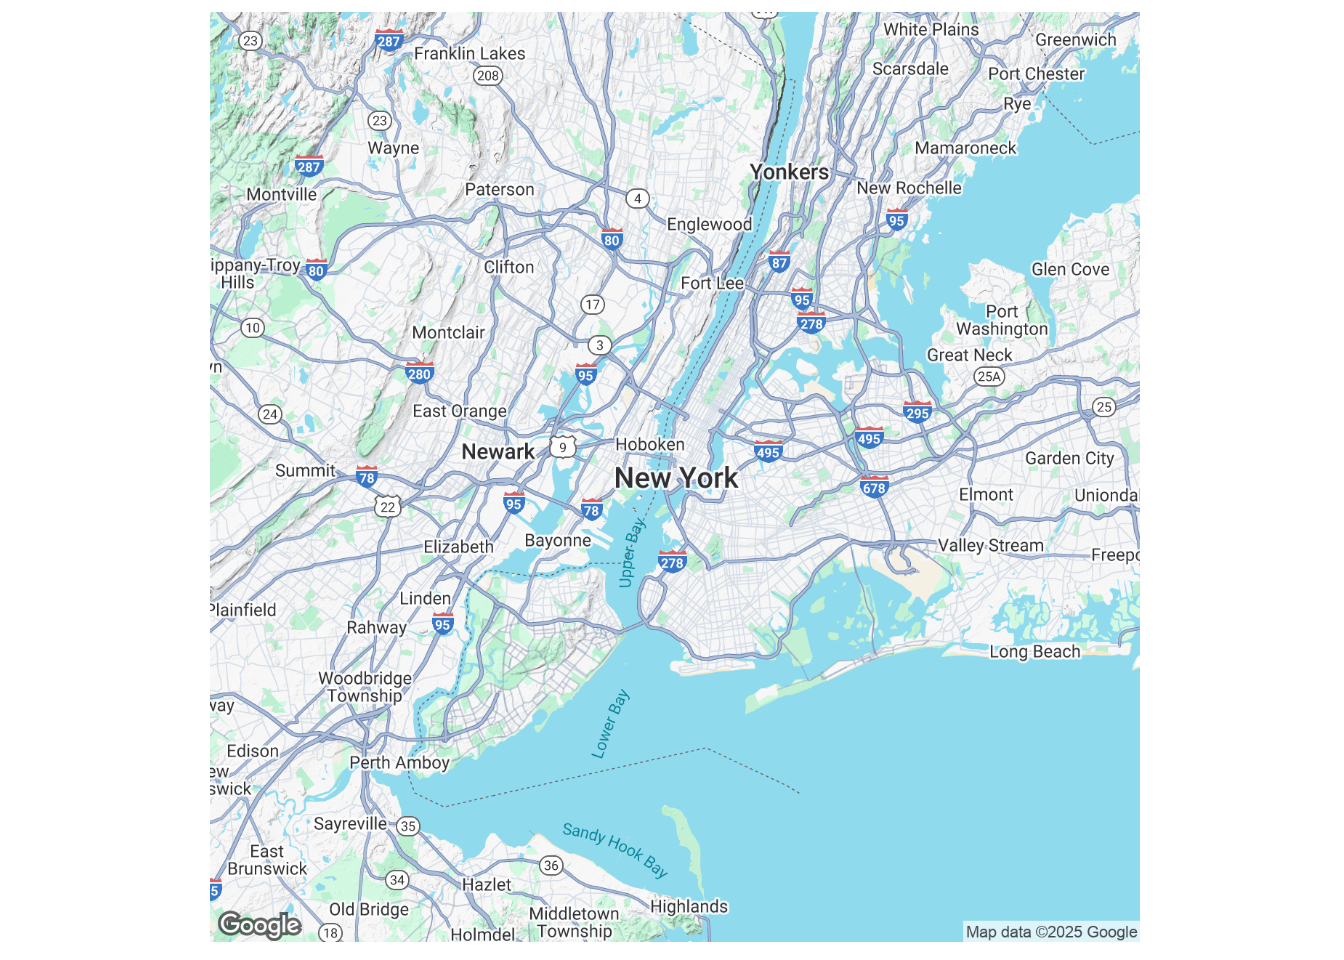 White Plains
23
287
Greenwich
Franklin Lakes
Scarsdale
Port Chester
208
Rye
23
Wayne
Mamaroneck
287
Yonkers
Montville
Paterson
4
New Rochelle
Englewood
95
80
ippany-Troy
Hills
80
Clifton
87
Glen Cove
Fort Lee
95
17
Port
Washington
278
10
Montclair
3
Great Neck
280
95
25A
24
East Orange
295
25
Newark
9
Hoboken
495
495
Garden City
Summit
78
New York
678
Elmont
Uniondal
22
95
78
Elizabeth
Bayonne
Upper Bay
278
Valley Stream
Freepo
Linden
Plainfield
Rahway
95
Long Beach
Woodbridge
Township
way
Lower Bay
Edison
Perth Amboy
ew
swick
Sayreville
35
Sandy Hook Bay
East
Brunswick
36
34
Hazlet
5
Old Bridge
Middletown
Township
Highlands
Google
18
Holmdel
Map data ©2025 Google